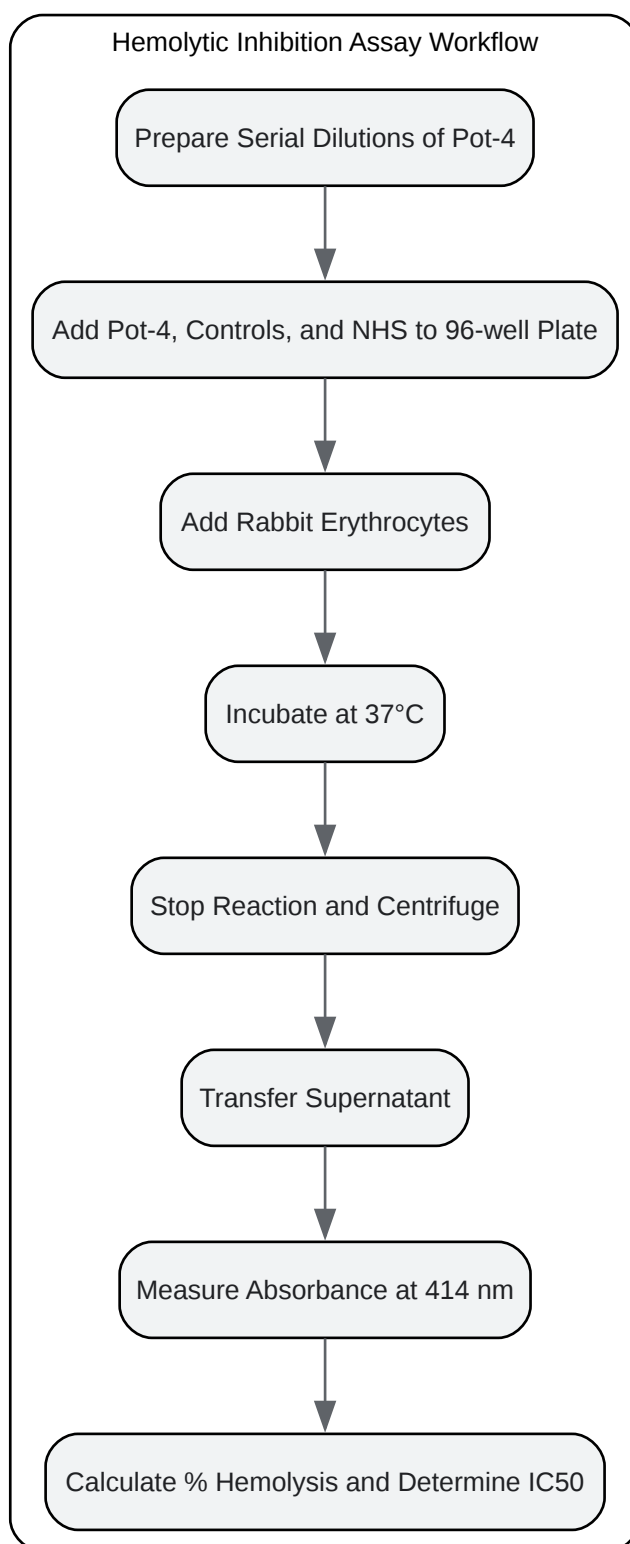 Hemolytic Inhibition Assay Workflow
Prepare Serial Dilutions of Pot-4
Add Pot-4, Controls, and NHS to 96-well Plate
Add Rabbit Erythrocytes
Incubate at 37°C
Stop Reaction and Centrifuge
Transfer Supernatant
Measure Absorbance at 414 nm
Calculate % Hemolysis and Determine IC50